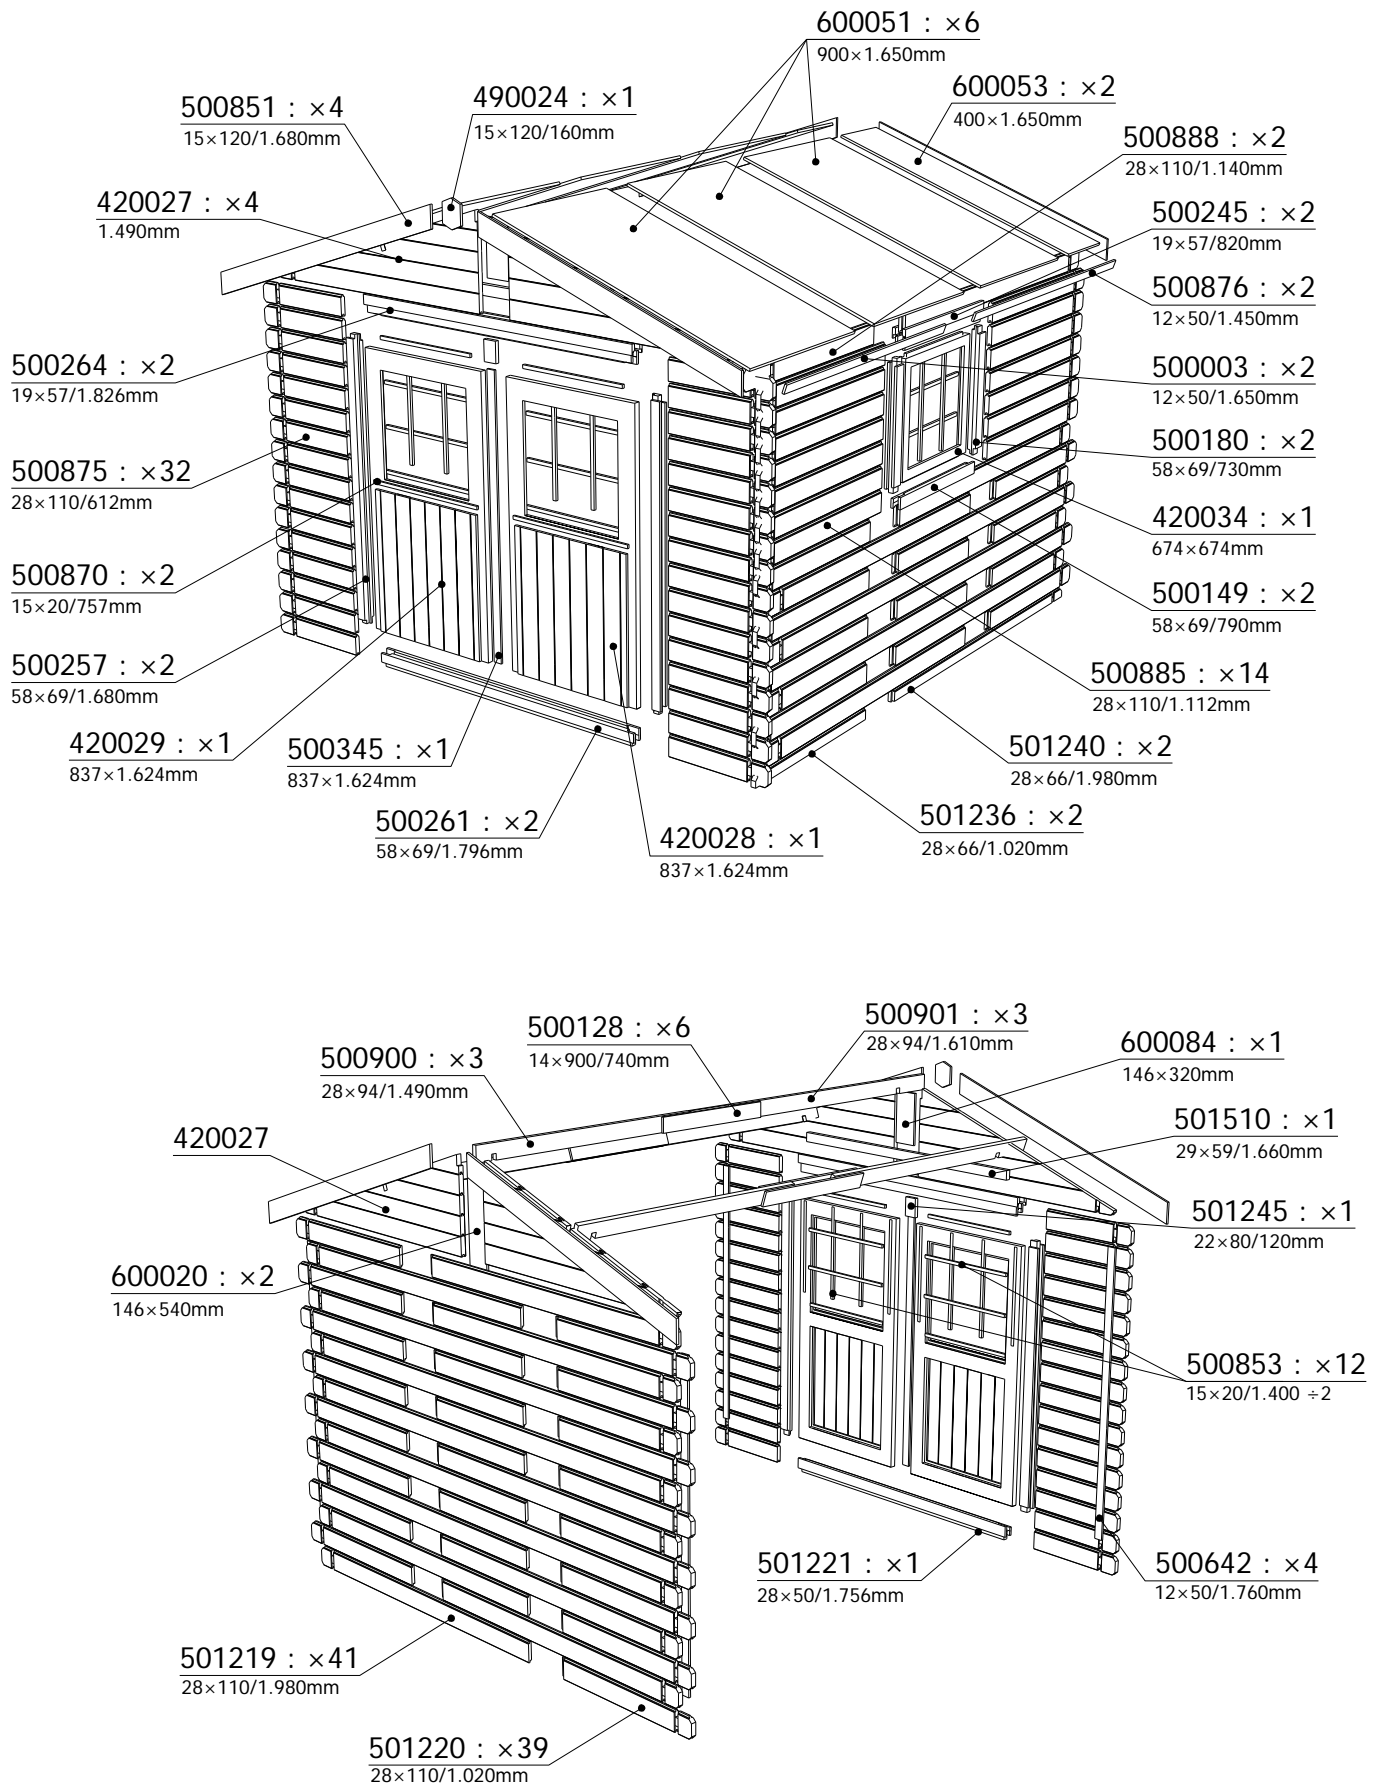 600051 : ×6
900×1.650mm
600053 : ×2
400×1.650mm
490024 : ×1
15×120/160mm
500851 : ×4
15×120/1.680mm
500888 : ×2
28×110/1.140mm
420027 : ×4
1.490mm
500245 : ×2
19×57/820mm
500876 : ×2
12×50/1.450mm
500264 : ×2
19×57/1.826mm
500003 : ×2
12×50/1.650mm
500180 : ×2
58×69/730mm
500875 : ×32
28×110/612mm
420034 : ×1
674×674mm
500870 : ×2
15×20/757mm
500149 : ×2
58×69/790mm
500257 : ×2
58×69/1.680mm
500885 : ×14
28×110/1.112mm
420029 : ×1
837×1.624mm
500345 : ×1
837×1.624mm
501240 : ×2
28×66/1.980mm
500261 : ×2
58×69/1.796mm
501236 : ×2
28×66/1.020mm
420028 : ×1
837×1.624mm
500901 : ×3
28×94/1.610mm
500128 : ×6
14×900/740mm
600084 : ×1
146×320mm
500900 : ×3
28×94/1.490mm
501510 : ×1
29×59/1.660mm
420027
501245 : ×1
22×80/120mm
600020 : ×2
146×540mm
500853 : ×12
15×20/1.400 ÷2
501221 : ×1
28×50/1.756mm
500642 : ×4
12×50/1.760mm
501219 : ×41
28×110/1.980mm
501220 : ×39
28×110/1.020mm